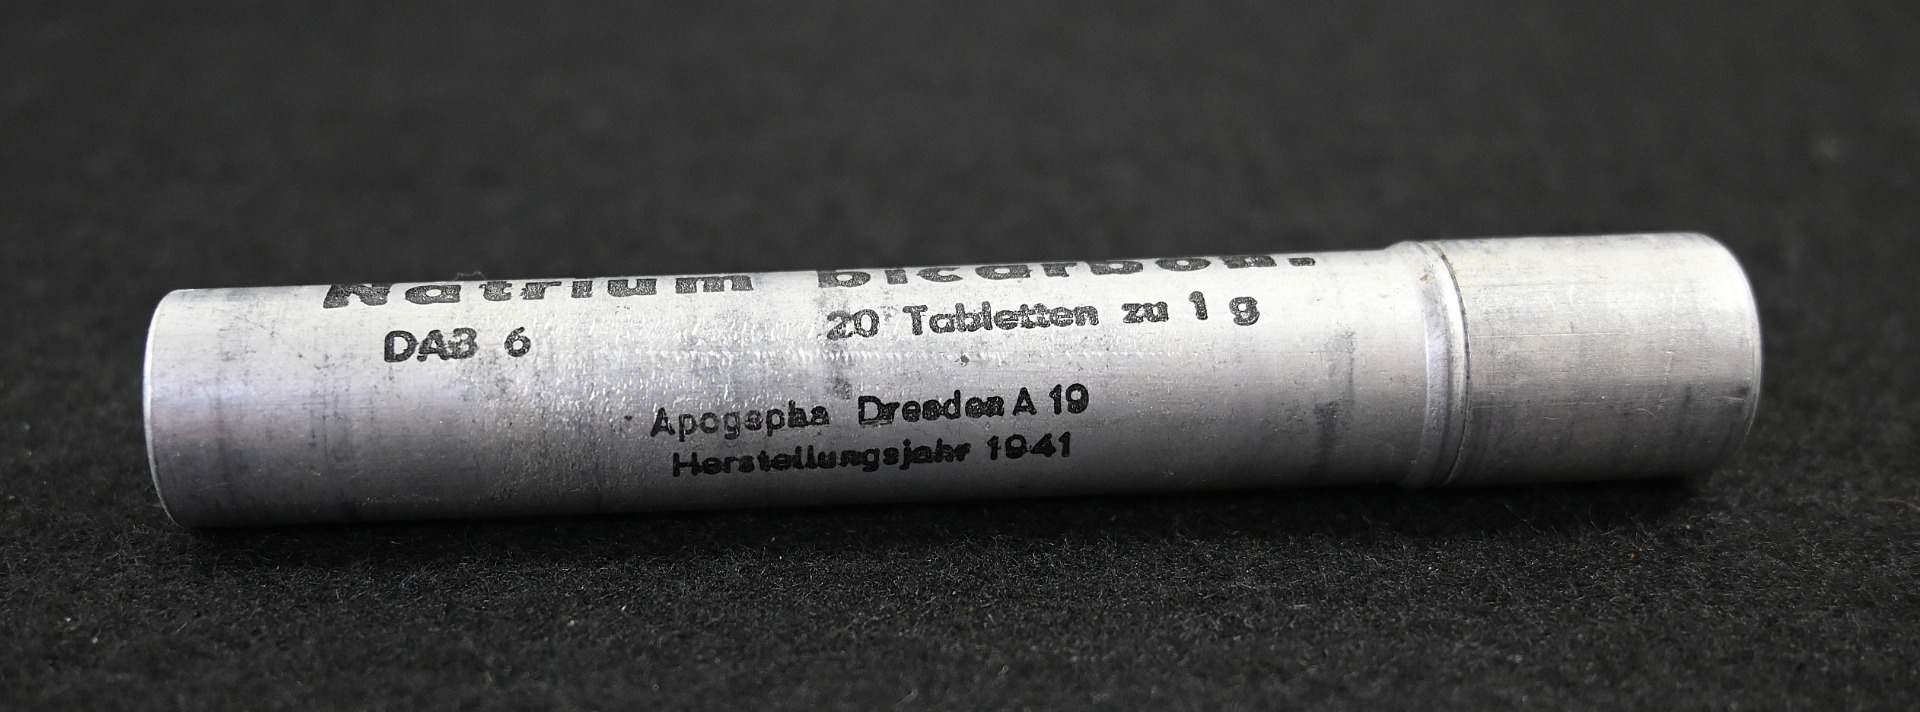 Natrium bicarbon.
DAB 6 20 Tabletten zu 1 g
Apogepha Dresden A 19
Herstellungsjahr 1941